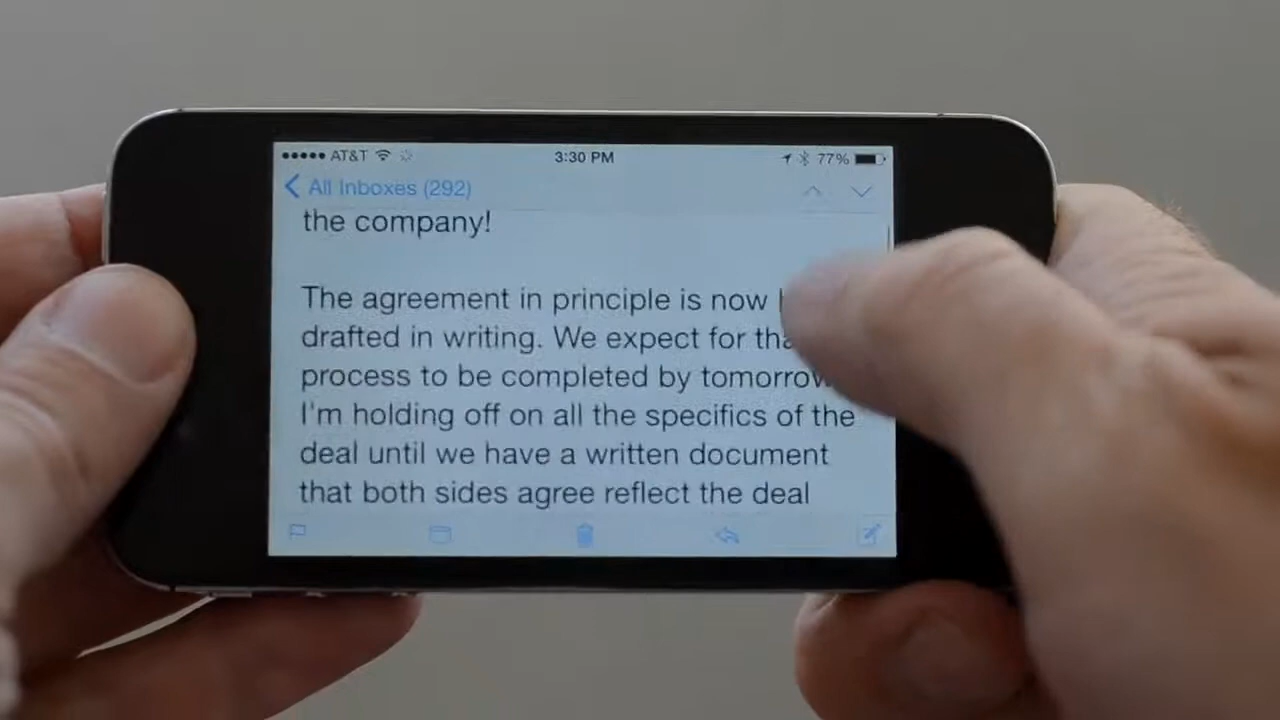 AT&T 3:30 PM 77%
All Inboxes (292)
the company!
The agreement in principle is now
drafted in writing. We expect for
process to be completed by tomorrow
I'm holding off on all the specifics of the
deal until we have a written document
that both sides agree reflect the deal